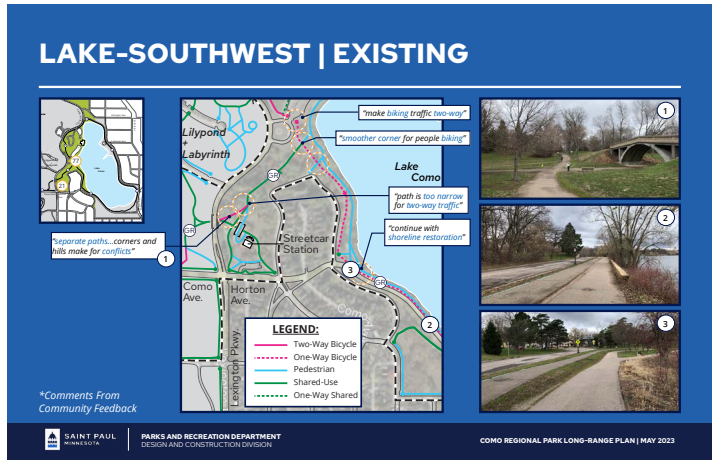 LAKE-SOUTHWEST | EXISTING
77
21
Lilypond
+
Labyrinth
"make biking traffic two-way"
"smoother corner for people biking"
Lake
Como
GR
"path is too narrow
for two-way traffic"
GR
"continue with
shoreline restoration"
"separate paths...corners and
hills make for conflicts"
1
Streetcar
Station
3
GR
2
Como
Ave.
Horton
Ave.
Lexington Pkwy.
LEGEND:
Two-Way Bicycle
One-Way Bicycle
Pedestrian
Shared-Use
One-Way Shared
1
2
3
*Comments From
Community Feedback
SAINT PAUL
MINNESOTA
PARKS AND RECREATION DEPARTMENT
DESIGN AND CONSTRUCTION DIVISION
COMO REGIONAL PARK LONG-RANGE PLAN | MAY 2023